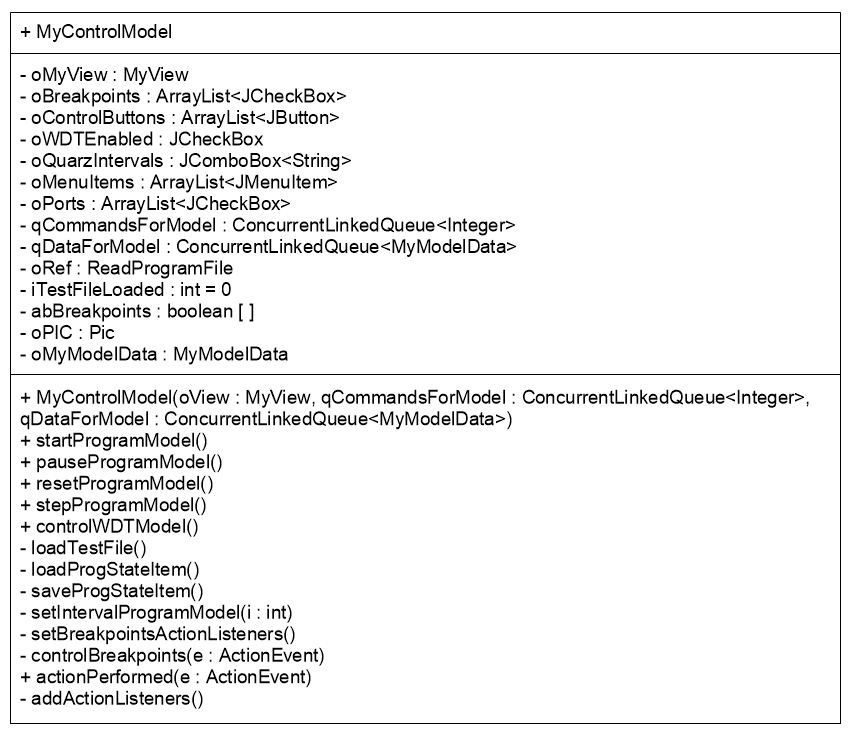 + MyControlModel
- oMyView : MyView
- oBreakpoints : ArrayList<JCheckBox>
- oControlButtons : ArrayList<JButton>
- oWDTEnabled : JCheckBox
- oQuarzIntervals : JComboBox<String>
- oMenuItems : ArrayList<JMenuItem>
- oPorts : ArrayList<JCheckBox>
- qCommandsForModel : ConcurrentLinkedQueue<Integer>
- qDataForModel : ConcurrentLinkedQueue<MyModelData>
- oRef : ReadProgramFile
- iTestFileLoaded : int = 0
- abBreakpoints : boolean [ ]
- oPIC : Pic
- oMyModelData : MyModelData
+ MyControlModel(oView : MyView, qCommandsForModel : ConcurrentLinkedQueue<Integer>,
qDataForModel : ConcurrentLinkedQueue<MyModelData>)
+ startProgramModel()
+ pauseProgramModel()
+ resetProgramModel()
+ stepProgramModel()
+ controlWDTModel()
- loadTestFile()
- loadProgStateItem()
- saveProgStateItem()
- setIntervalProgramModel(i : int)
- setBreakpointsActionListeners()
- controlBreakpoints(e : ActionEvent)
+ actionPerformed(e : ActionEvent)
- addActionListeners()